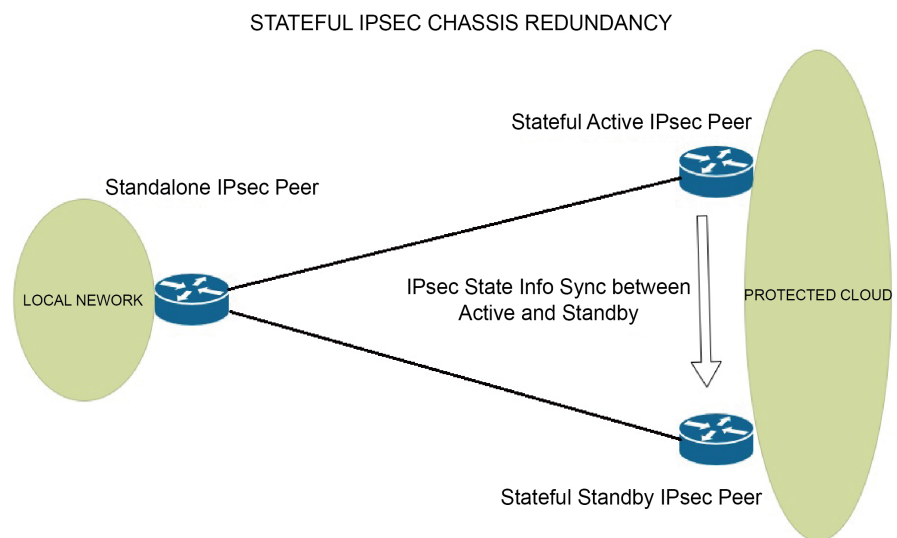 STATEFUL IPSEC CHASSIS REDUNDANCY
Stateful Active IPsec Peer
Standalone IPsec Peer
LOCAL NEWORK
IPsec State Info Sync between
Active and Standby
PROTECTED CLOUD
Stateful Standby IPsec Peer